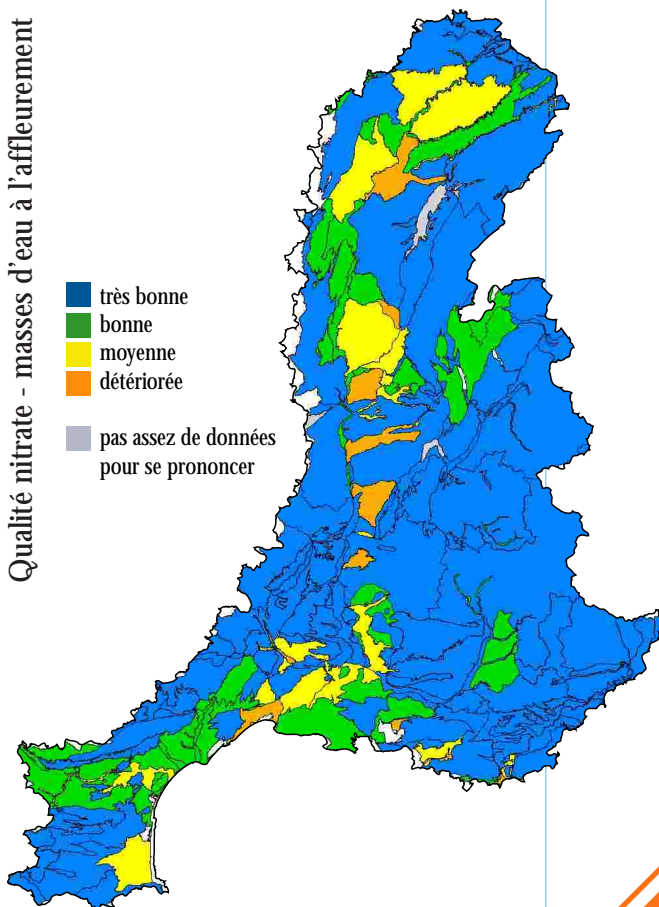 Qualité nitrate - masses d'eau à l'affleurement
très bonne
bonne
moyenne
détériorée
pas assez de données
pour se prononcer